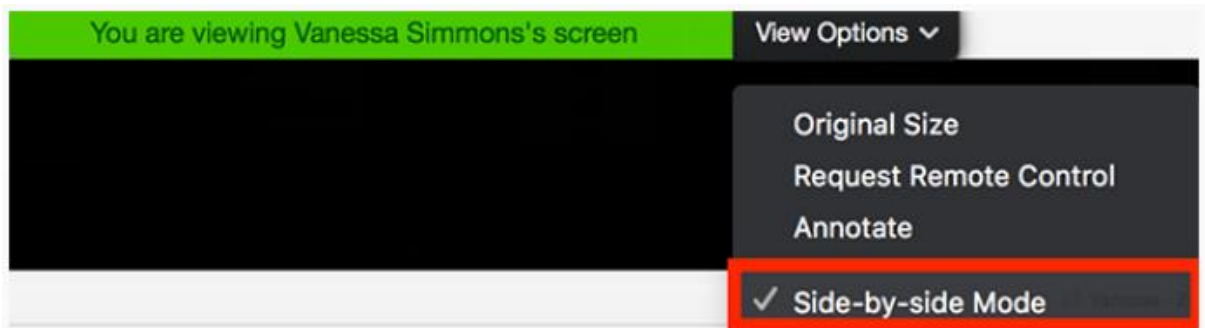 You are viewing Vanessa Simmons's screen
View Options
Original Size
Request Remote Control
Annotate
Side-by-side Mode